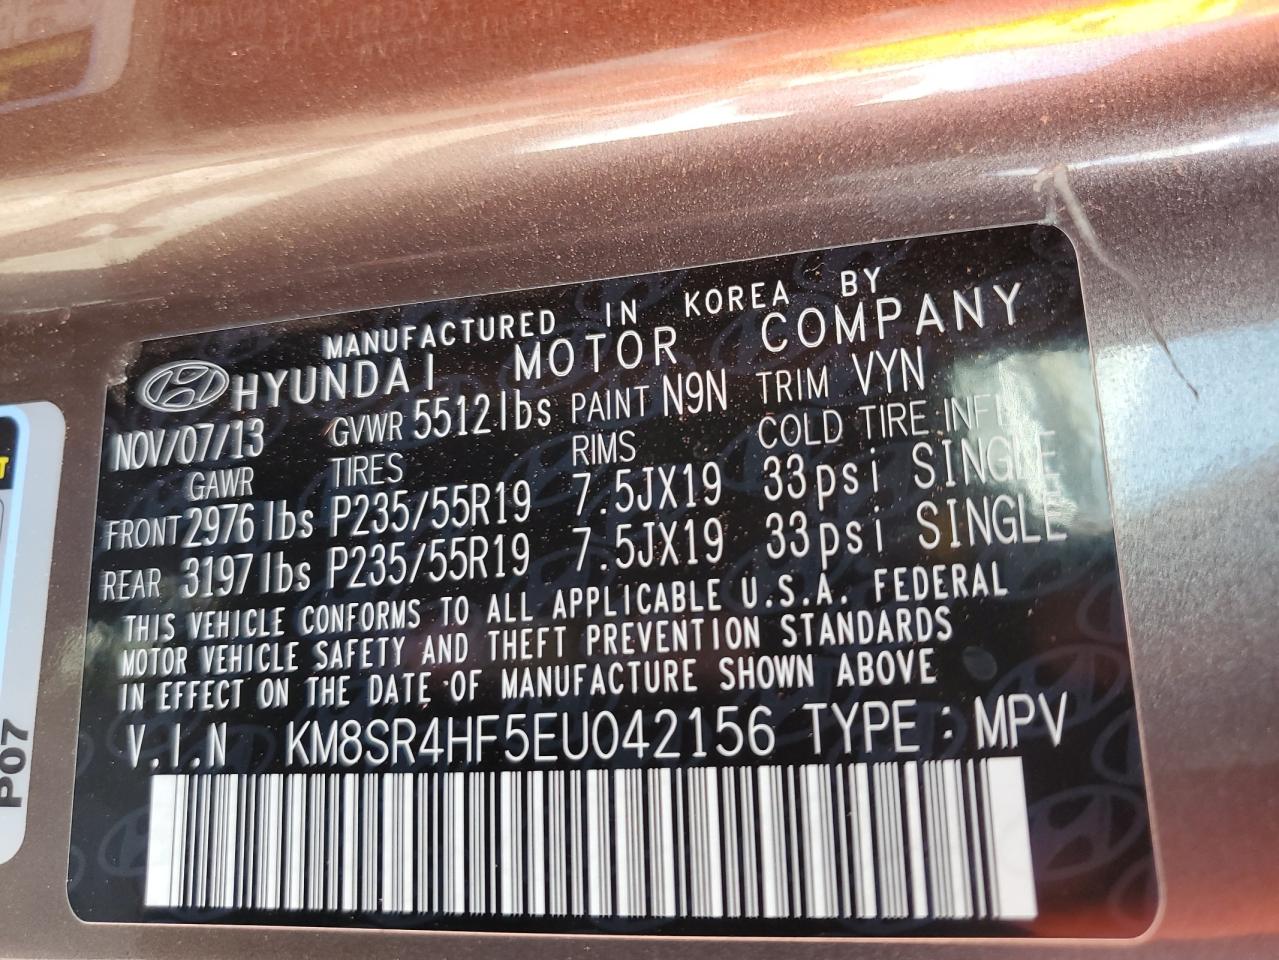 MANUFACTURED IN KOREA BY
HYUNDAI MOTOR COMPANY
NOV/07/13 GVWR 5512lbs PAINT N9N TRIM VYN
GAWR TIRES RIMS COLD TIRE INFL
FRONT 2976lbs P235/55R19 7.5JX19 33psi SINGLE
REAR 3197lbs P235/55R19 7.5JX19 33psi SINGLE
THIS VEHICLE CONFORMS TO ALL APPLICABLE U.S.A. FEDERAL
MOTOR VEHICLE SAFETY AND THEFT PREVENTION STANDARDS
IN EFFECT ON THE DATE OF MANUFACTURE SHOWN ABOVE
V.I.N KM8SR4HF5EU042156 TYPE : MPV
P07